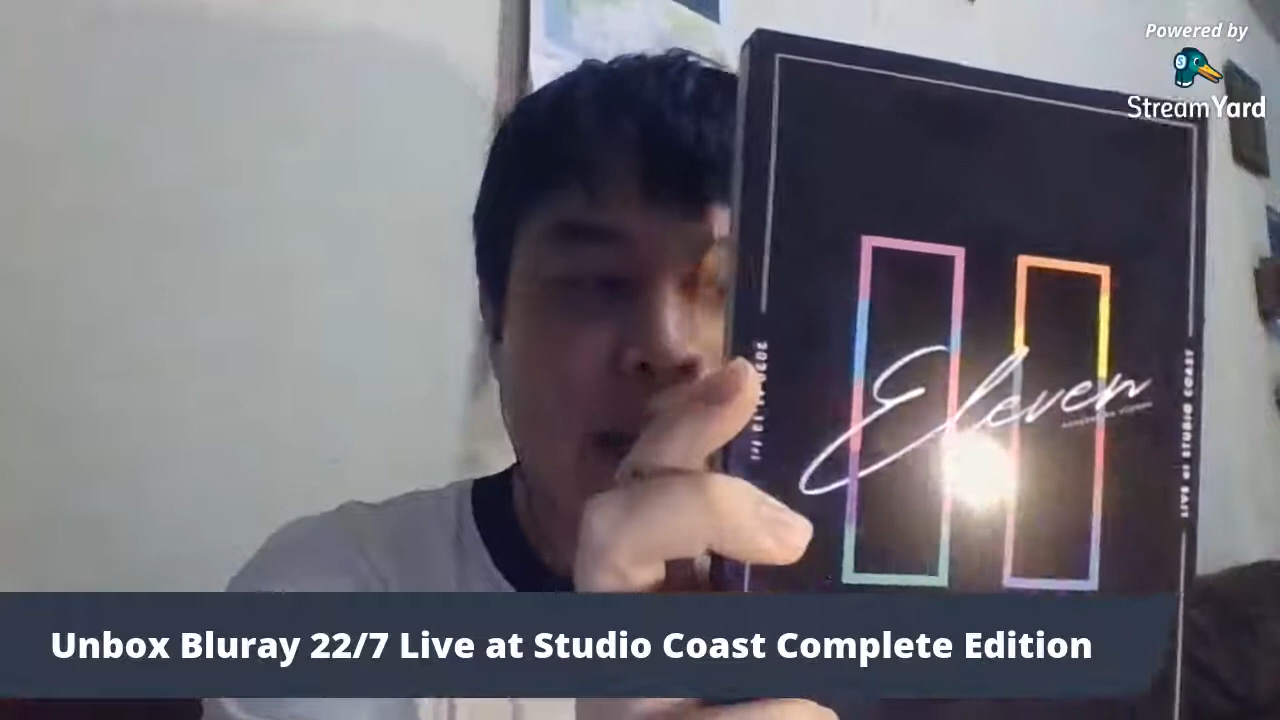 Powered by
StreamYard
Eleven
LIVE at STUDIO COAST
Unbox Bluray 22/7 Live at Studio Coast Complete Edition